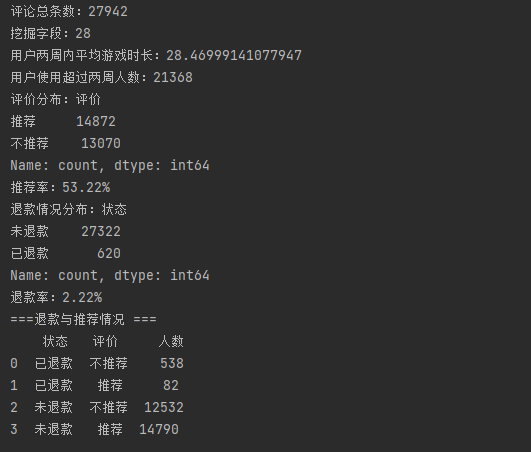 评论总条数：27942
挖掘字段：28
用户两周内平均游戏时长：28.46999141077947
用户使用超过两周人数：21368
评价分布：评价
推荐     14872
不推荐    13070
Name: count, dtype: int64
推荐率：53.22%
退款情况分布：状态
未退款    27322
已退款      620
Name: count, dtype: int64
退款率：2.22%
===退款与推荐情况 ===
    状态   评价     人数
0  已退款  不推荐    538
1  已退款   推荐     82
2  未退款  不推荐  12532
3  未退款   推荐  14790